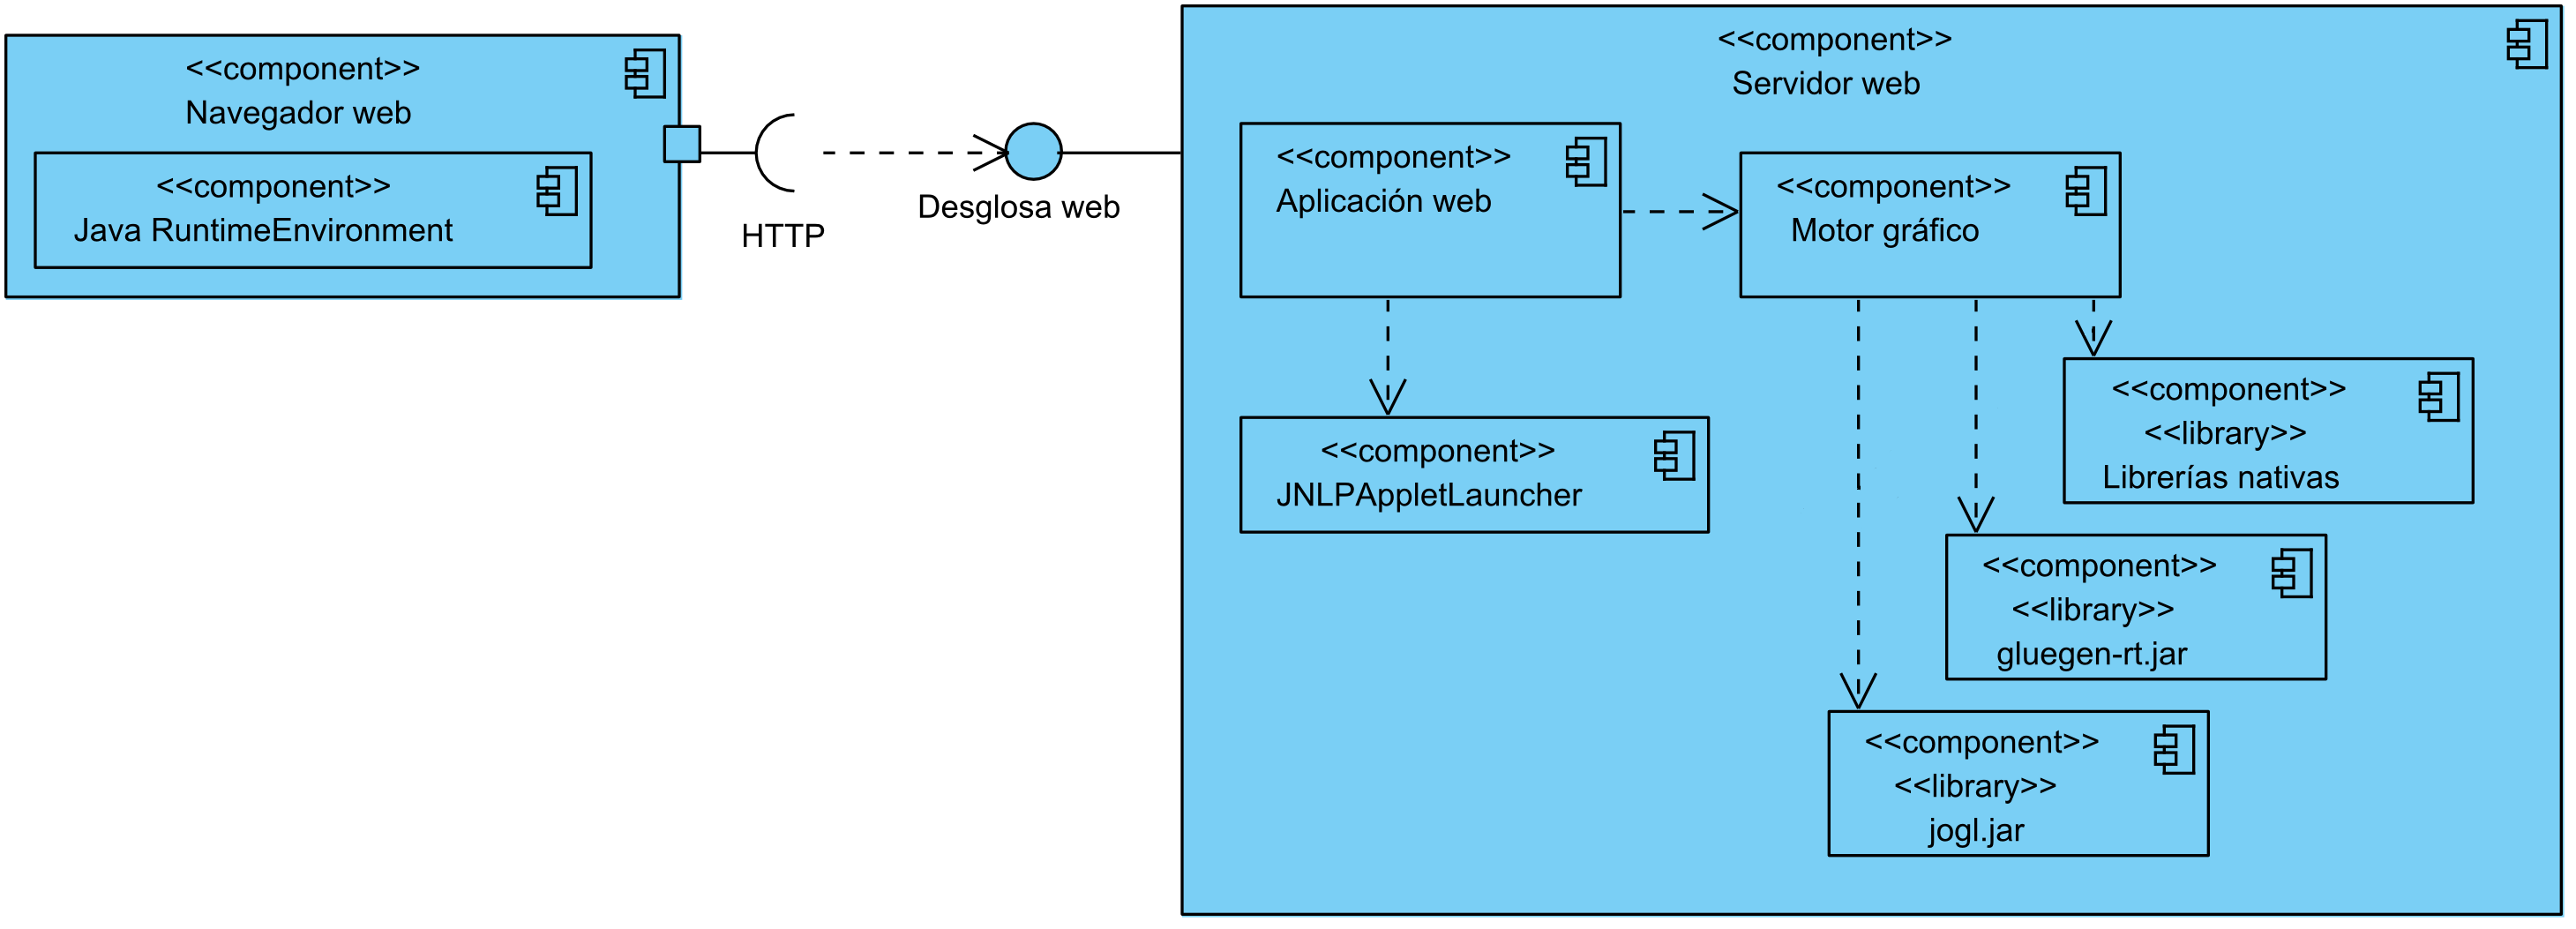 <<component>>
Navegador web
<<component>>
Java RuntimeEnvironment
HTTP
Desglosa web
<<component>>
Servidor web
<<component>>
Aplicación web
<<component>>
Motor gráfico
<<component>>
JNLPAppletLauncher
<<component>>
<<library>>
Librerías nativas
<<component>>
<<library>>
gluegen-rt.jar
<<component>>
<<library>>
jogl.jar